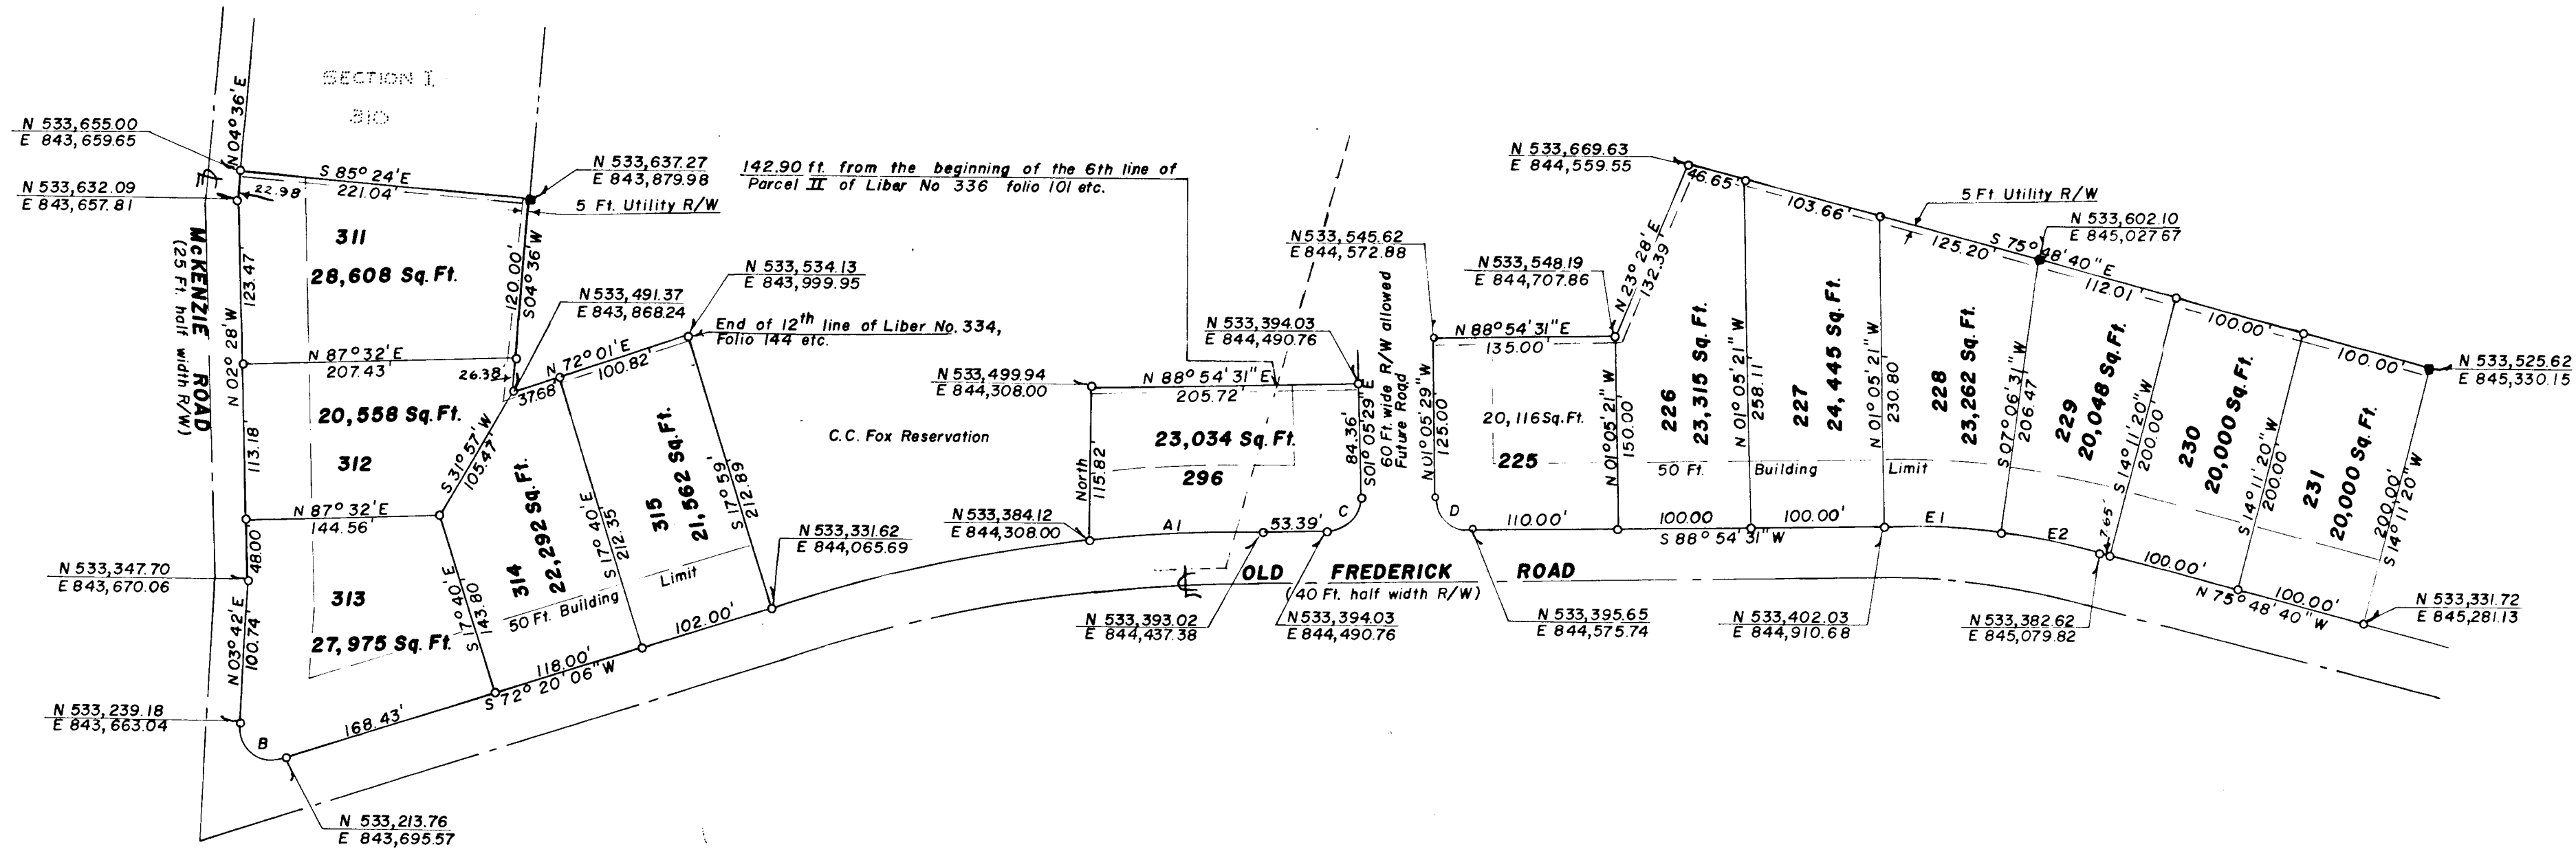 SECTION I
310
N 04° 36' E
N 533,655.00
E 843,659.65
N 533,632.09
E 843,657.81
22.98
S 85° 24' E
221.04'
N 533,637.27
E 843,879.98
5 Ft. Utility R/W
142.90 ft. from the beginning of the 6th line of
Parcel II of Liber No 336 folio 101 etc.
McKENZIE ROAD
(25 Ft. half width R/W)
N 02° 28' W
123.47'
311
28,608 Sq. Ft.
120.00'
S 04° 36' W
N 87° 32' E
207.43'
26.38'
N 533,491.37
E 843,868.24
N 533,534.13
E 843,999.95
End of 12th line of Liber No. 334,
Folio 144 etc.
N 72° 01' E
100.82'
37.68'
113.18'
20,558 Sq. Ft.
312
S 31° 57' W
105.47'
N 87° 32' E
144.56'
48.00'
N 533,347.70
E 843,670.06
N 03° 42' E
100.74'
313
27,975 Sq. Ft.
S 17° 40' E
143.80'
314
22,292 Sq. Ft.
S 17° 40' E
212.35'
315
21,562 Sq. Ft.
S 17° 59'
212.89'
50 Ft. Building Limit
N 533,239.18
E 843,663.04
B
168.43'
118.00'
S 72° 20' 06" W
102.00'
N 533,213.76
E 843,695.57
N 533,331.62
E 844,065.69
C.C. Fox Reservation
N 533,499.94
E 844,308.00
N 88° 54' 31" E
205.72'
N 533,394.03
E 844,490.76
North
115.82'
23,034 Sq. Ft.
296
84.36'
S 01° 05' 29" E
60 Ft. wide R/W allowed
Future Road
N 533,384.12
E 844,308.00
A1
53.39'
C
N 533,393.02
E 844,437.38
N 533,394.03
E 844,490.76
OLD FREDERICK ROAD
(40 Ft. half width R/W)
N 533,545.62
E 844,572.88
N 01° 05' 29" W
125.00
D
N 88° 54' 31" E
135.00'
20,116 Sq. Ft.
225
N 533,548.19
E 844,707.86
N 533,669.63
E 844,559.55
N 23° 28' E
132.39'
N 01° 05' 21" W
150.00'
46.65'
103.66'
125.20'
5 Ft. Utility R/W
N 533,602.10
E 845,027.67
S 75° 48' 40" E
112.01'
100.00'
100.00'
N 533,525.62
E 845,330.15
226
23,315 Sq. Ft.
N 01° 05' 21" W
258.11'
227
24,445 Sq. Ft.
N 01° 05' 21" W
230.80'
228
23,262 Sq. Ft.
S 07° 06' 31" W
206.47'
229
20,048 Sq. Ft.
S 14° 11' 20" W
200.00'
230
20,000 Sq. Ft.
S 14° 11' 20" W
200.00'
231
20,000 Sq. Ft.
200.00'
S 14° 11' 20" W
50 Ft. Building Limit
110.00'
100.00
100.00'
S 88° 54' 31" W
E1
E2
7.65'
100.00'
100.00'
N 75° 48' 40" W
N 533,395.65
E 844,575.74
N 533,402.03
E 844,910.68
N 533,382.62
E 845,079.82
N 533,331.72
E 845,281.13